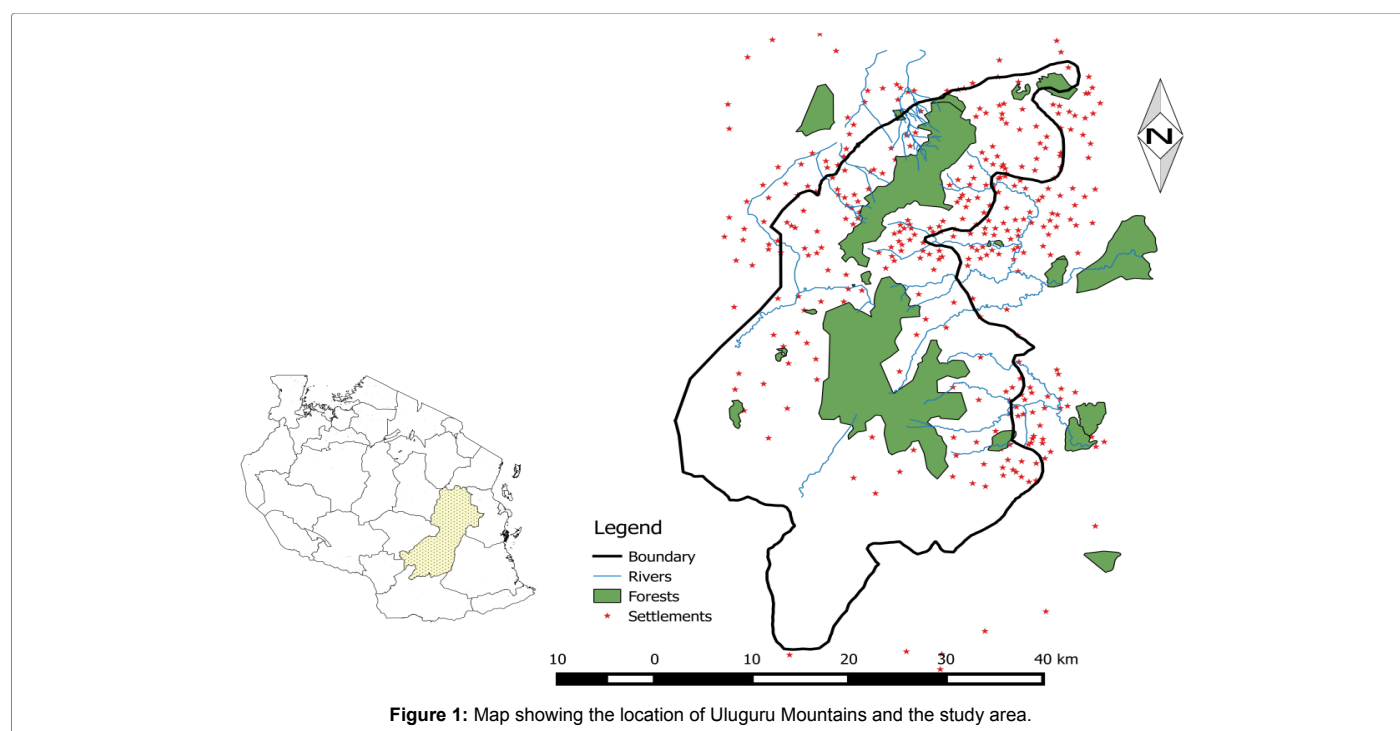 N
Legend
Boundary
Rivers
Forests
Settlements
10 0 10 20 30 40 km
Figure 1: Map showing the location of Uluguru Mountains and the study area.